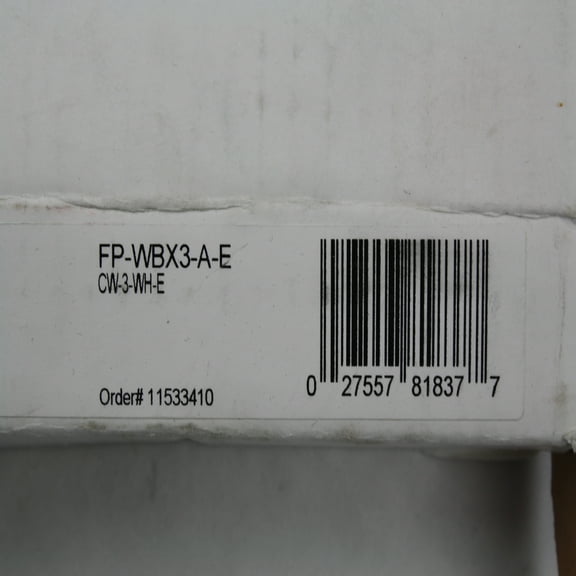 FP-WBX3-A-E
CW-3-WH-E
Order# 11533410
0 27557 81837 7